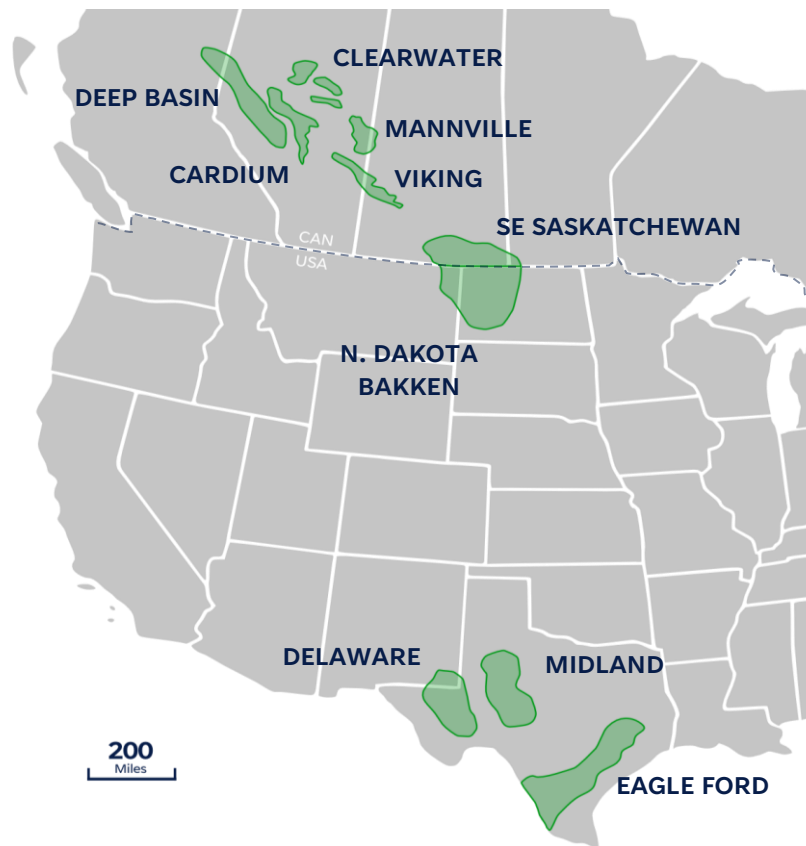 CLEARWATER
DEEP BASIN
MANNVILLE
CARDIUM
VIKING
SE SASKATCHEWAN
CAN
USA
N. DAKOTA
BAKKEN
DELAWARE
MIDLAND
200
Miles
EAGLE FORD